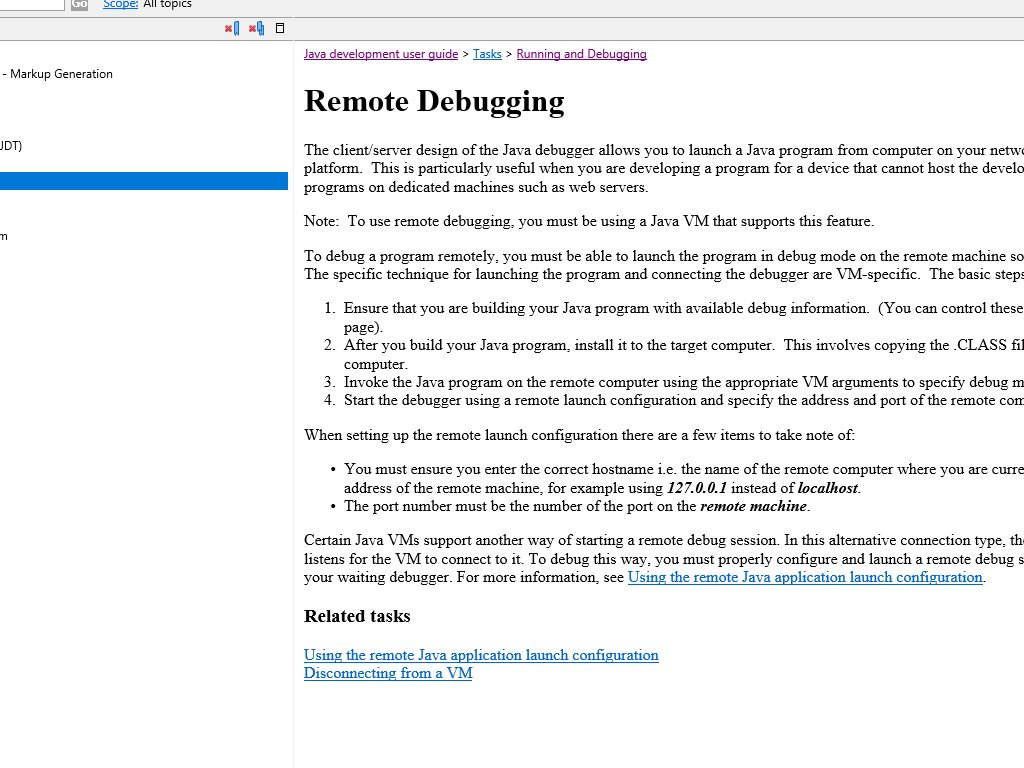 Go Scope: All topics
- Markup Generation
JDT)
m
Java development user guide > Tasks > Running and Debugging
Remote Debugging
The client/server design of the Java debugger allows you to launch a Java program from computer on your netwo
platform.  This is particularly useful when you are developing a program for a device that cannot host the develo
programs on dedicated machines such as web servers.
Note:  To use remote debugging, you must be using a Java VM that supports this feature.
To debug a program remotely, you must be able to launch the program in debug mode on the remote machine so
The specific technique for launching the program and connecting the debugger are VM-specific.  The basic steps
1. Ensure that you are building your Java program with available debug information.  (You can control these
page).
2. After you build your Java program, install it to the target computer.  This involves copying the .CLASS fil
computer.
3. Invoke the Java program on the remote computer using the appropriate VM arguments to specify debug m
4. Start the debugger using a remote launch configuration and specify the address and port of the remote com
When setting up the remote launch configuration there are a few items to take note of:
• You must ensure you enter the correct hostname i.e. the name of the remote computer where you are curre
address of the remote machine, for example using 127.0.0.1 instead of localhost.
• The port number must be the number of the port on the remote machine.
Certain Java VMs support another way of starting a remote debug session. In this alternative connection type, the
listens for the VM to connect to it. To debug this way, you must properly configure and launch a remote debug s
your waiting debugger. For more information, see Using the remote Java application launch configuration.
Related tasks
Using the remote Java application launch configuration
Disconnecting from a VM